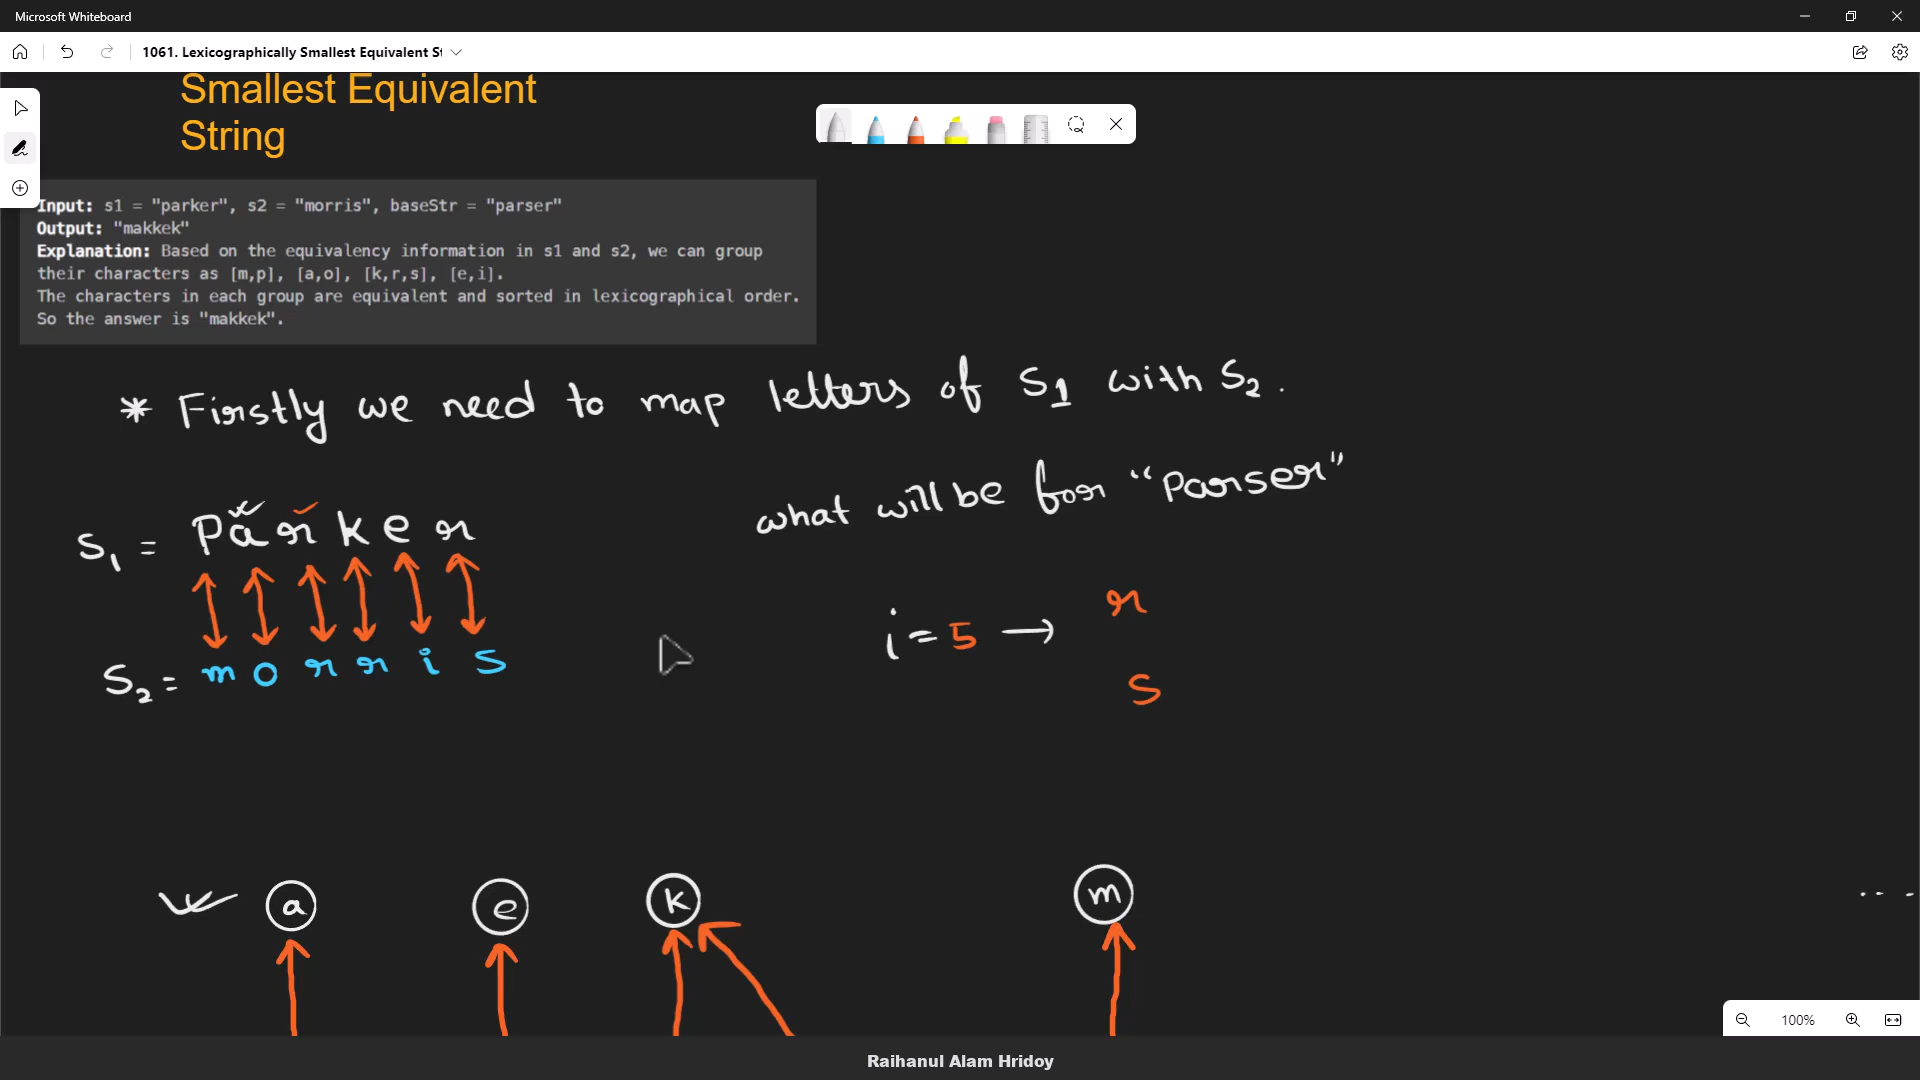 Microsoft Whiteboard
1061. Lexicographically Smallest Equivalent St
Smallest Equivalent
String
Input: s1 = "parker", s2 = "morris", baseStr = "parser"
Output: "makkek"
Explanation: Based on the equivalency information in s1 and s2, we can group
their characters as [m,p], [a,o], [k,r,s], [e,i].
The characters in each group are equivalent and sorted in lexicographical order.
So the answer is "makkek".
* Firstly we need to map letters of S1 with S2.
what will be for "Parser"
S1 = Parker
i = 5 → r
s
S2 = morris
a e k m
100%
Raihanul Alam Hridoy